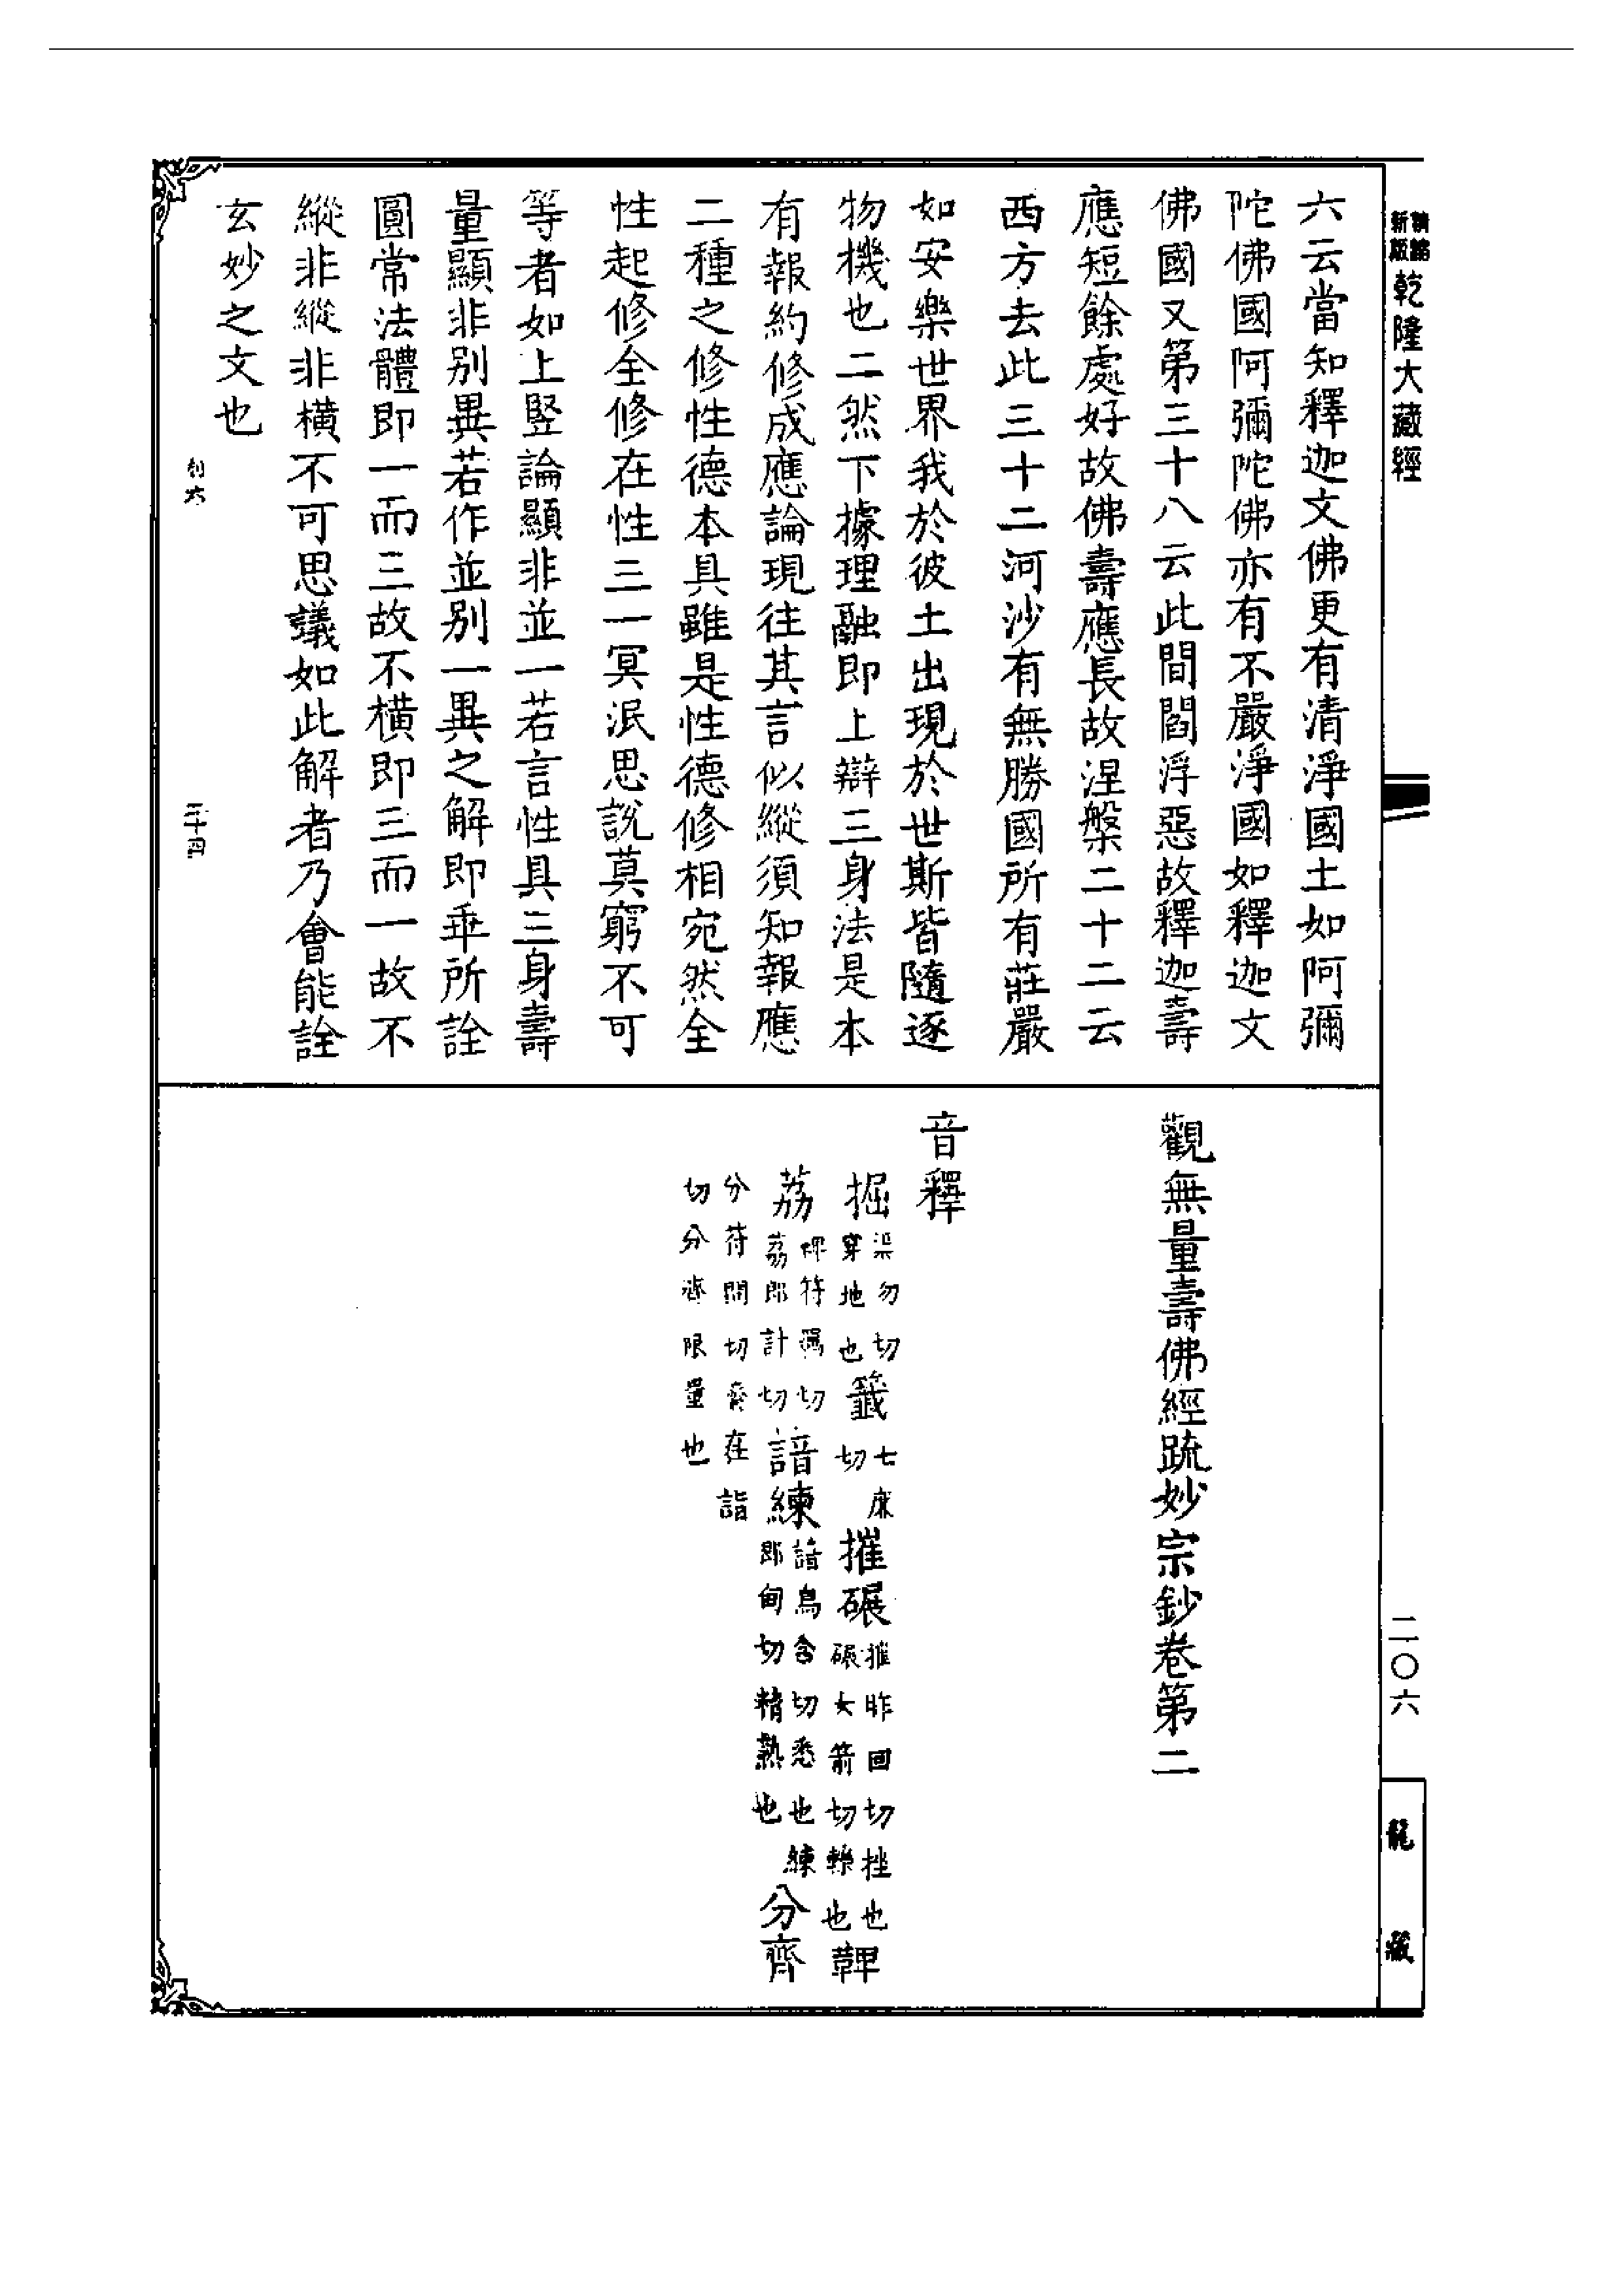 新版精縮乾隆大藏經
六云當知釋迦文佛更有清淨國土如阿彌
陀佛國阿彌陀佛亦有不嚴淨國如釋迦文
佛國又第三十八云此間閻浮惡故釋迦壽
應短餘處好故佛壽應長故涅槃二十二云
西方去此三十二河沙有無勝國所有莊嚴
如安樂世界我於彼土出現於世斯皆隨逐
物機也二然下據理融即上辯三身法是本
有報約修成應論現往其言似縱須知報應
二種之修性德本具雖是性德修相宛然全
性起修全修在性三一冥泯思說莫窮不可
等者如上豎論顯非並一若言性具三身壽
量顯非別異若作並別一異之解即乖所詮
圓常法體即一而三故不橫即三而一故不
縱非縱非橫不可思議如此解者乃會能詮
玄妙之文也
三十四
觀無量壽佛經疏妙宗鈔卷第二
音釋
掘渠勿切穿地也籤七廉切摧碾摧昨回切挫也碾女箭切轢也鞞
荔鞞符羈切荔郎計切諳練諳烏含切悉也練郎甸切精熟也分齊
分符問切齊在詣切分齊限量也
二〇六
龍藏